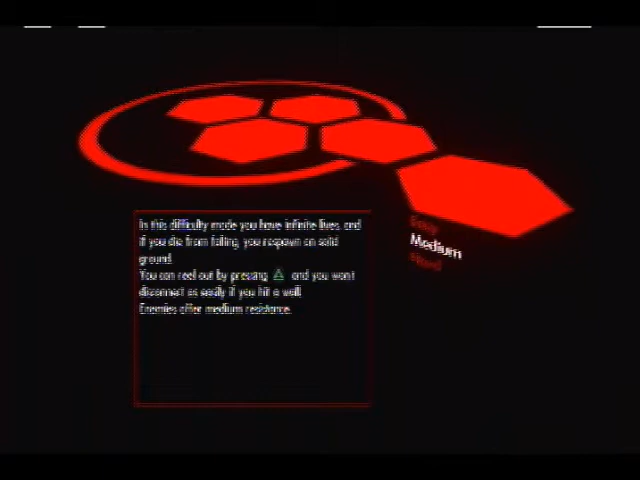 In this difficulty mode you have infinite lives, and
if you die from falling, you respawn on solid
ground.
You can reel out by pressing △ and you won't
disconnect as easily if you hit a wall.
Enemies offer medium resistance.
Easy
Medium
Hard